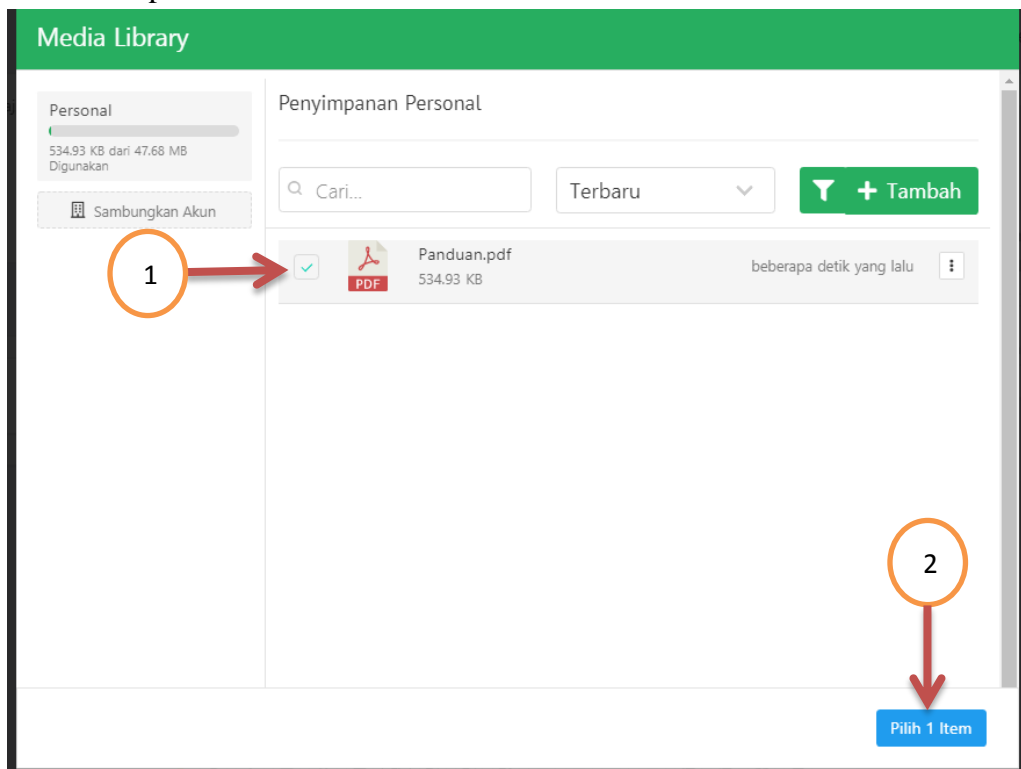 Media Library
Personal
534.93 KB dari 47.68 MB
Digunakan
Sambungkan Akun
Penyimpanan Personal
Cari...
Terbaru
+ Tambah
1
Panduan.pdf
534.93 KB
PDF
beberapa detik yang lalu
2
Pilih 1 Item